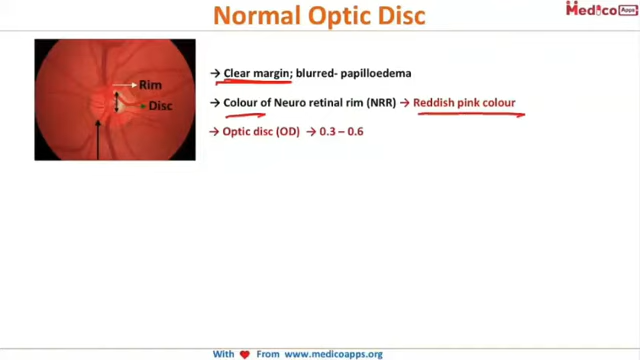 Normal Optic Disc
Medico Apps
Rim
Disc
→ Clear margin; blurred- papilloedema
→ Colour of Neuro retinal rim (NRR) → Reddish pink colour
→ Optic disc (OD) → 0.3 – 0.6
With ♥ From www.medicoapps.org